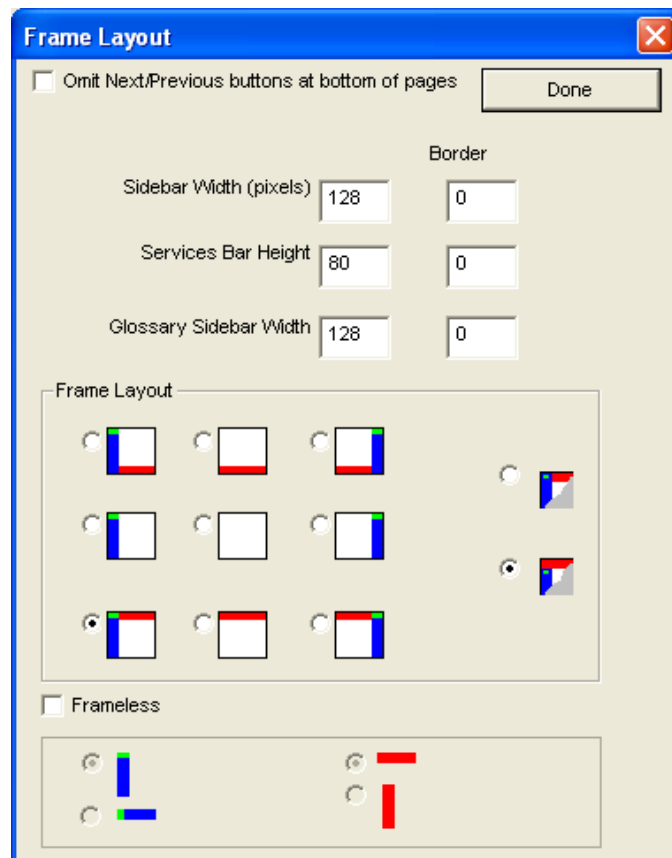 Frame Layout
Omit Next/Previous buttons at bottom of pages
Done
Border
Sidebar Width (pixels) 128 0
Services Bar Height 80 0
Glossary Sidebar Width 128 0
Frame Layout
Frameless